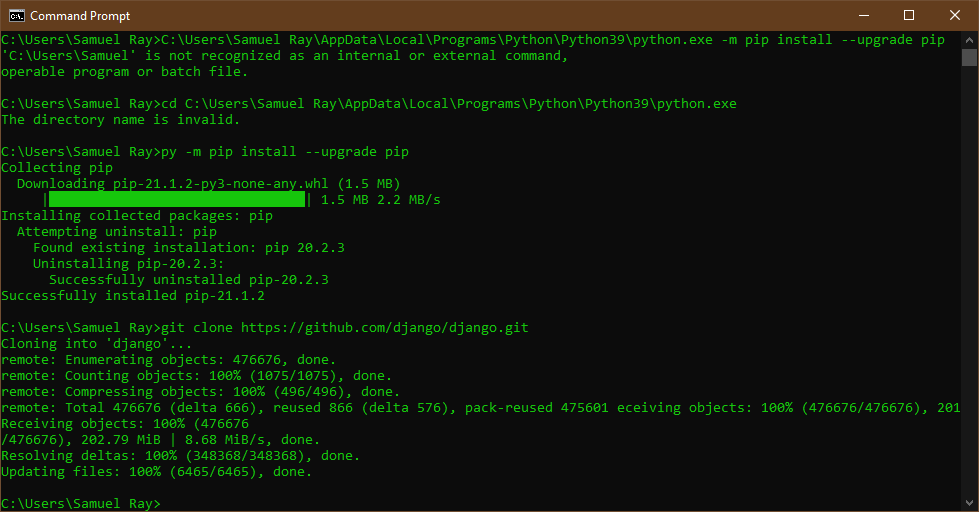 Command Prompt
C:\Users\Samuel Ray>C:\Users\Samuel Ray\AppData\Local\Programs\Python\Python39\python.exe -m pip install --upgrade pip
'C:\Users\Samuel' is not recognized as an internal or external command,
operable program or batch file.
C:\Users\Samuel Ray>cd C:\Users\Samuel Ray\AppData\Local\Programs\Python\Python39\python.exe
The directory name is invalid.
C:\Users\Samuel Ray>py -m pip install --upgrade pip
Collecting pip
  Downloading pip-21.1.2-py3-none-any.whl (1.5 MB)
     |████████████████████████████████| 1.5 MB 2.2 MB/s
Installing collected packages: pip
  Attempting uninstall: pip
    Found existing installation: pip 20.2.3
    Uninstalling pip-20.2.3:
      Successfully uninstalled pip-20.2.3
Successfully installed pip-21.1.2
C:\Users\Samuel Ray>git clone https://github.com/django/django.git
Cloning into 'django'...
remote: Enumerating objects: 476676, done.
remote: Counting objects: 100% (1075/1075), done.
remote: Compressing objects: 100% (496/496), done.
remote: Total 476676 (delta 666), reused 866 (delta 576), pack-reused 475601 eceiving objects: 100% (476676/476676), 201
Receiving objects: 100% (476676
/476676), 202.79 MiB | 8.68 MiB/s, done.
Resolving deltas: 100% (348368/348368), done.
Updating files: 100% (6465/6465), done.
C:\Users\Samuel Ray>